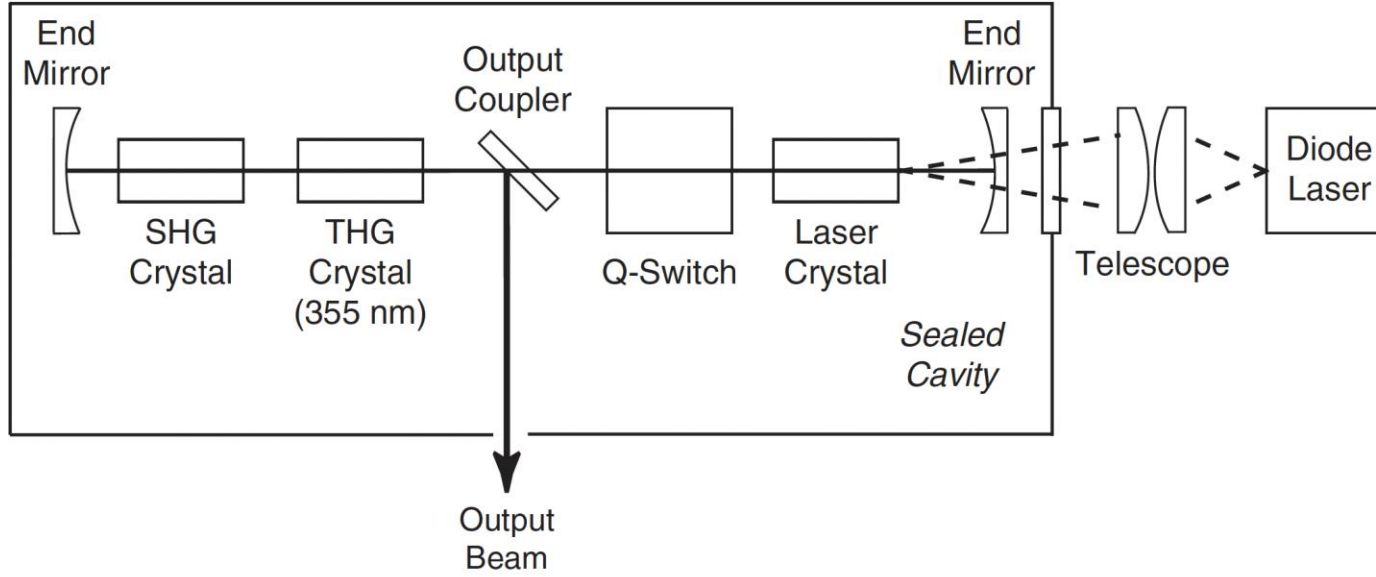 End
Mirror
Output
Coupler
End
Mirror
Diode
Laser
SHG
Crystal
THG
Crystal
(355 nm)
Q-Switch
Laser
Crystal
Telescope
Sealed
Cavity
Output
Beam